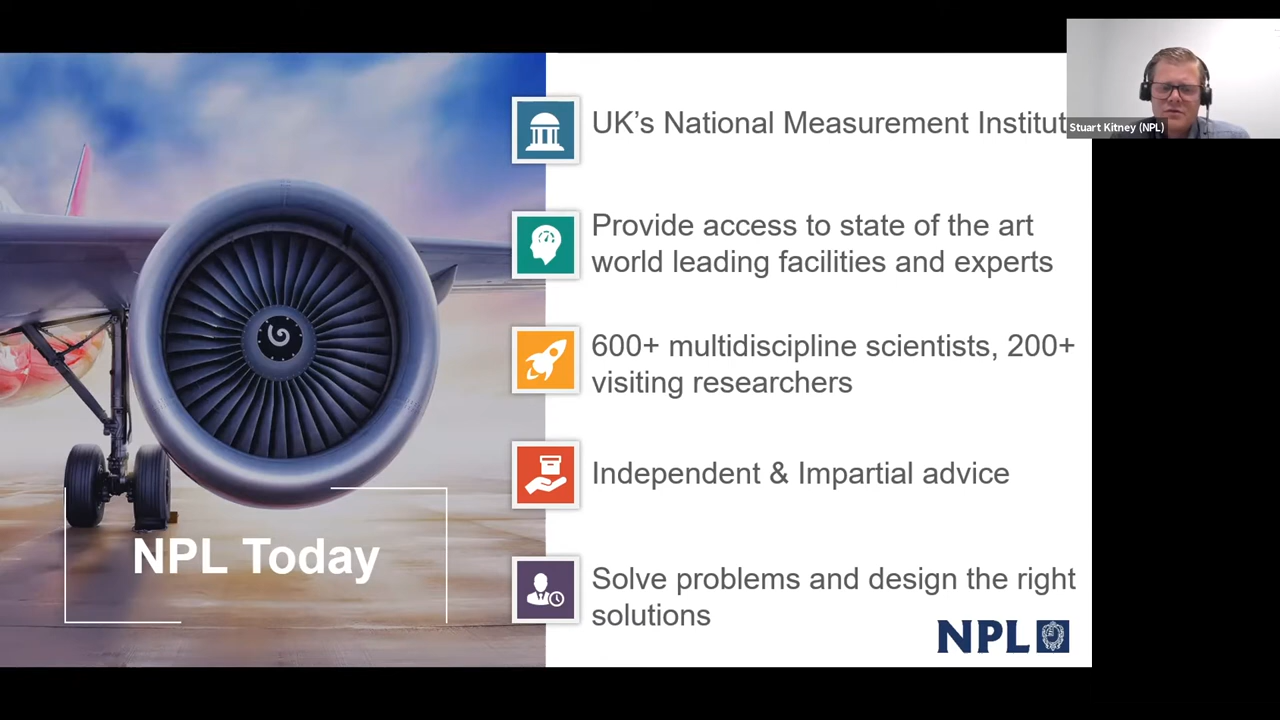 UK’s National Measurement Institut
Stuart Kitney (NPL)
Provide access to state of the art
world leading facilities and experts
600+ multidiscipline scientists, 200+
visiting researchers
Independent & Impartial advice
NPL Today
Solve problems and design the right
solutions
NPL